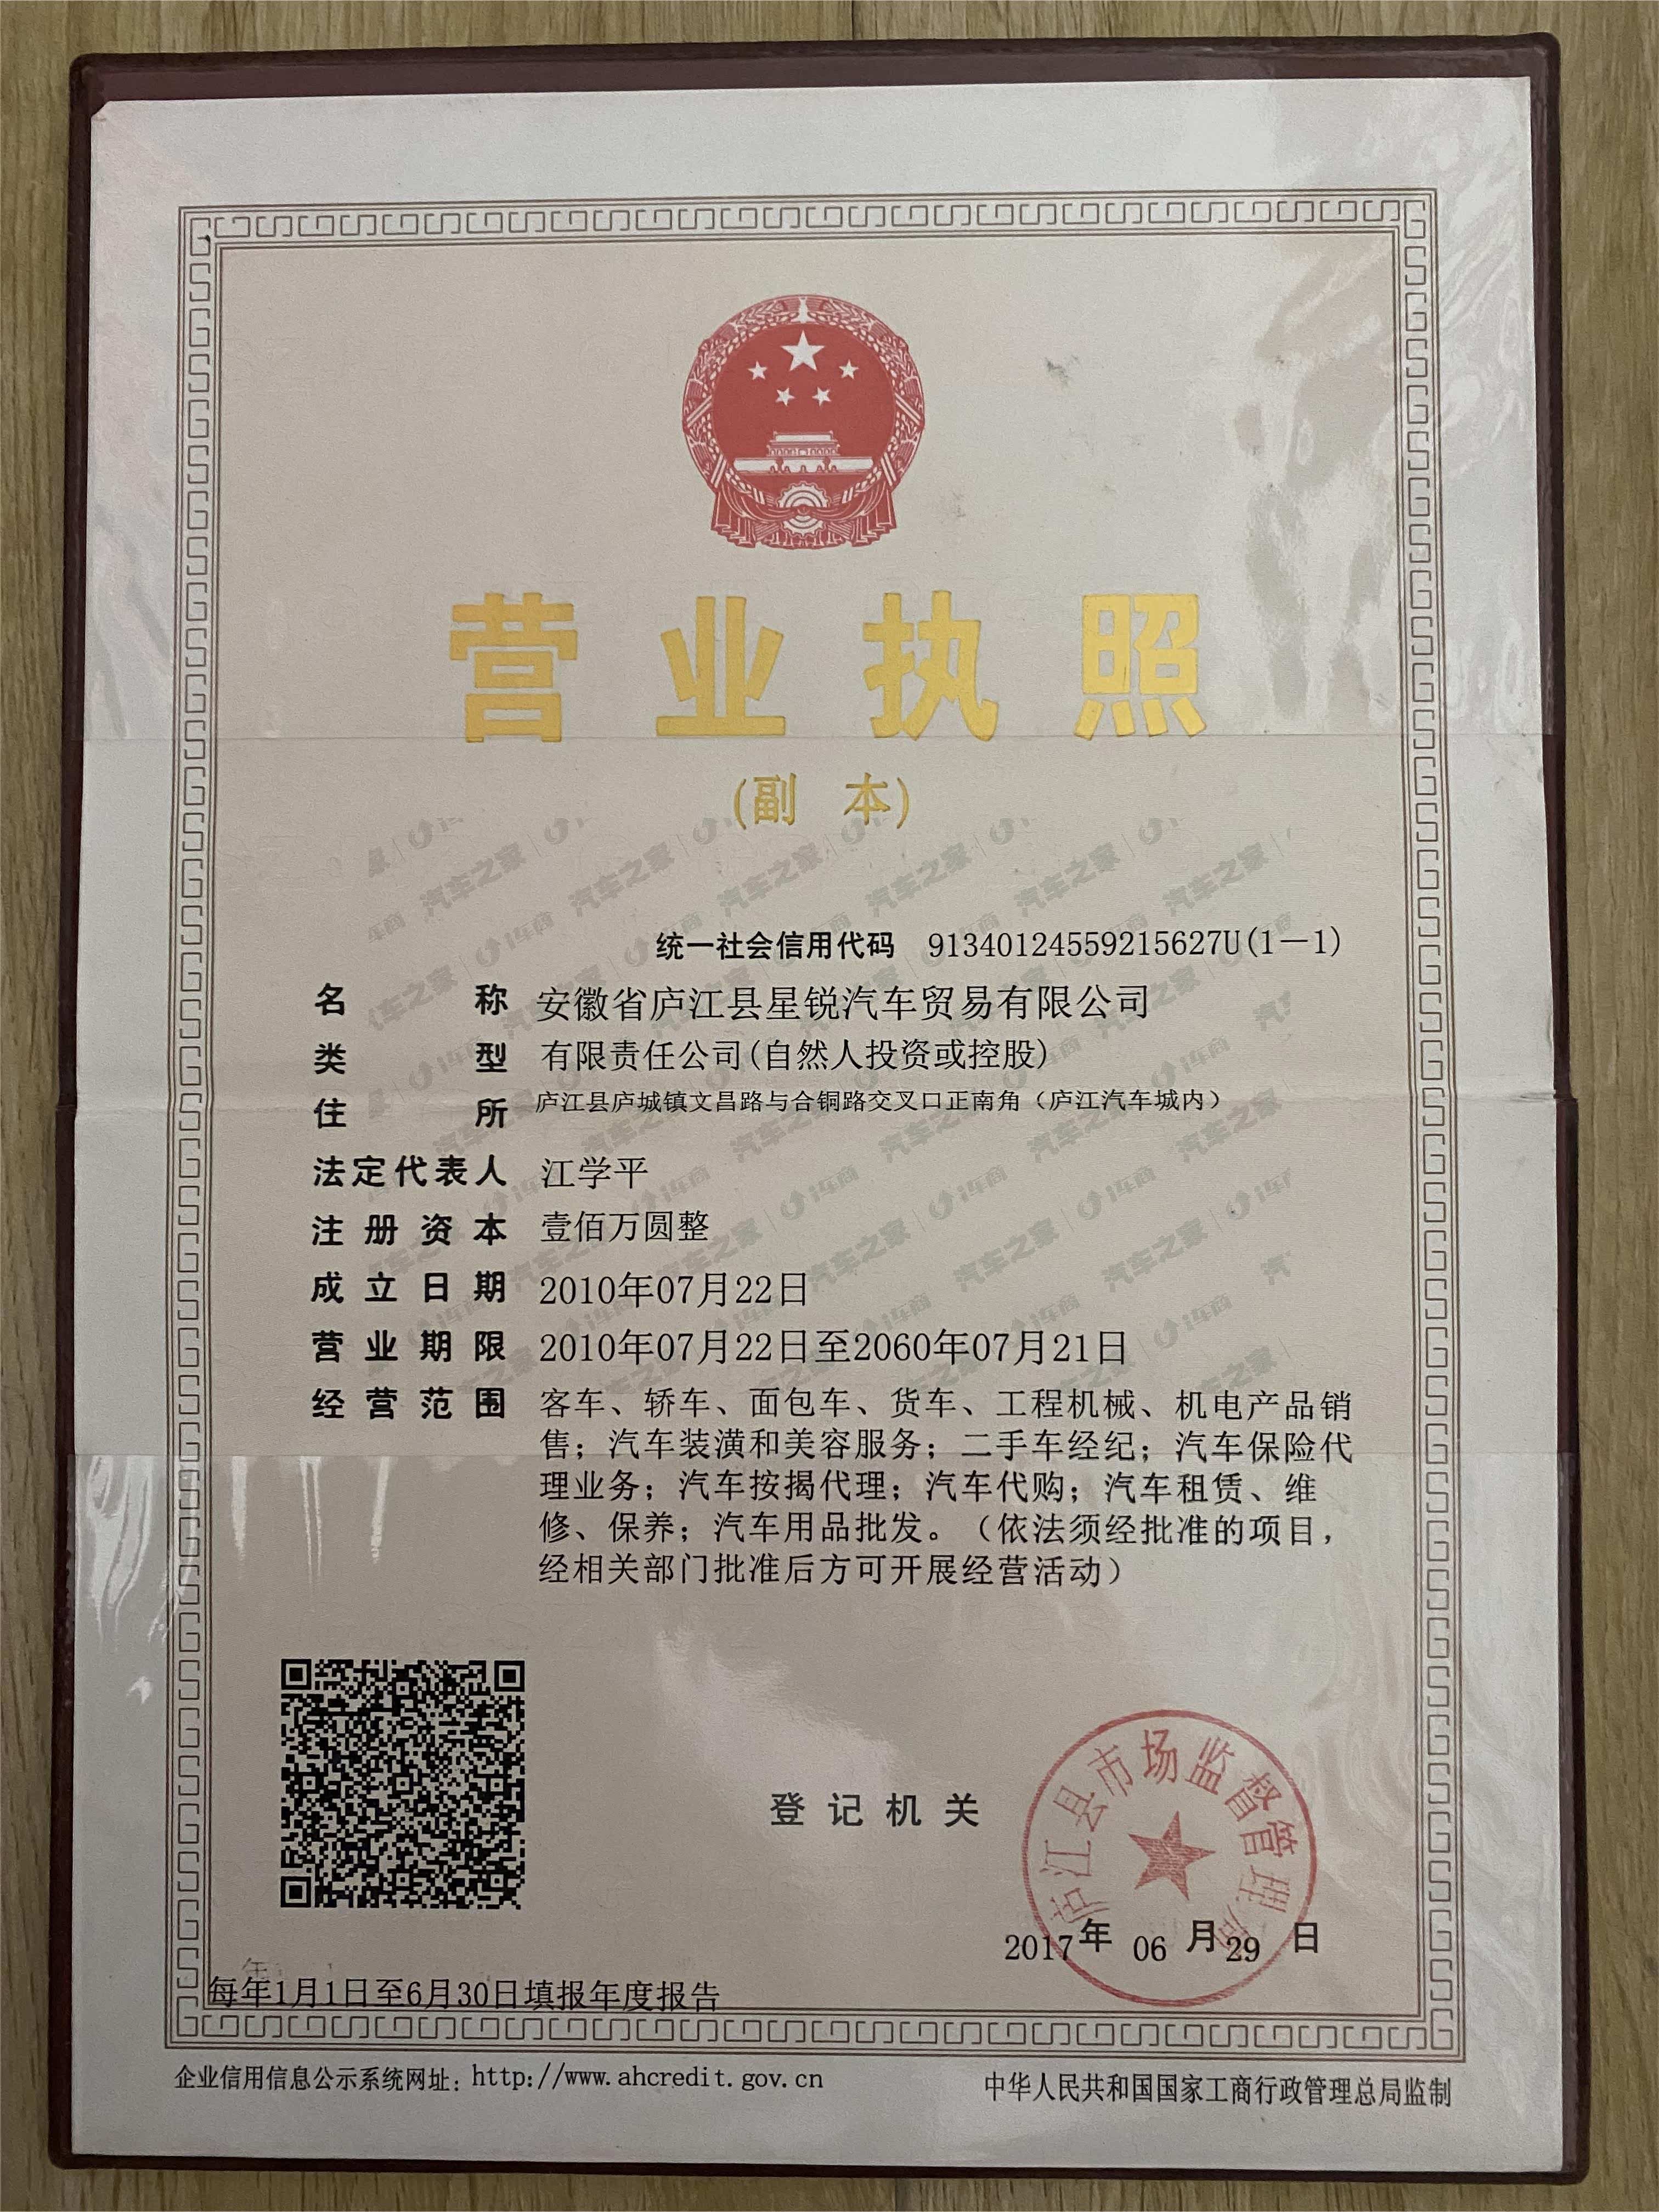 营业执照
(副 本)
统一社会信用代码 91340124559215627U(1-1)
名称 安徽省庐江县星锐汽车贸易有限公司
类型 有限责任公司(自然人投资或控股)
住所 庐江县庐城镇文昌路与合铜路交叉口正南角（庐江汽车城内）
法定代表人 江学平
注册资本 壹佰万圆整
成立日期 2010年07月22日
营业期限 2010年07月22日至2060年07月21日
经营范围 客车、轿车、面包车、货车、工程机械、机电产品销
售；汽车装潢和美容服务；二手车经纪；汽车保险代
理业务；汽车按揭代理；汽车代购；汽车租赁、维
修、保养；汽车用品批发。（依法须经批准的项目，
经相关部门批准后方可开展经营活动）
登记机关
庐江县市场监督管理局
2017年06月29日
每年1月1日至6月30日填报年度报告
企业信用信息公示系统网址：http://www.ahcredit.gov.cn
中华人民共和国国家工商行政管理总局监制
汽车之家 i车商